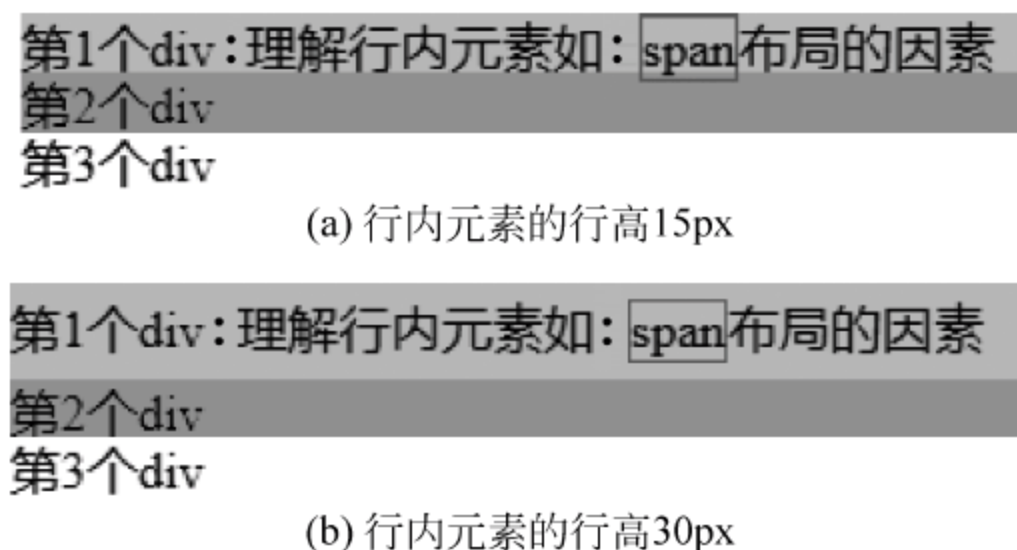 第1个div：理解行内元素如：span布局的因素
第2个div
第3个div
(a) 行内元素的行高15px
第1个div：理解行内元素如：span布局的因素
第2个div
第3个div
(b) 行内元素的行高30px